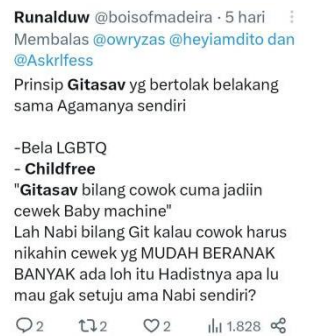 Runalduw @boisofmadeira · 5 hari
Membalas @owryzas @heyiamdito dan
@Askrlfess
Prinsip Gitasav yg bertolak belakang
sama Agamanya sendiri
-Bela LGBTQ
- Childfree
"Gitasav bilang cowok cuma jadiin
cewek Baby machine"
Lah Nabi bilang Git kalau cowok harus
nikahin cewek yg MUDAH BERANAK
BANYAK ada loh itu Hadistnya apa lu
mau gak setuju ama Nabi sendiri?
2 2 2 1.828